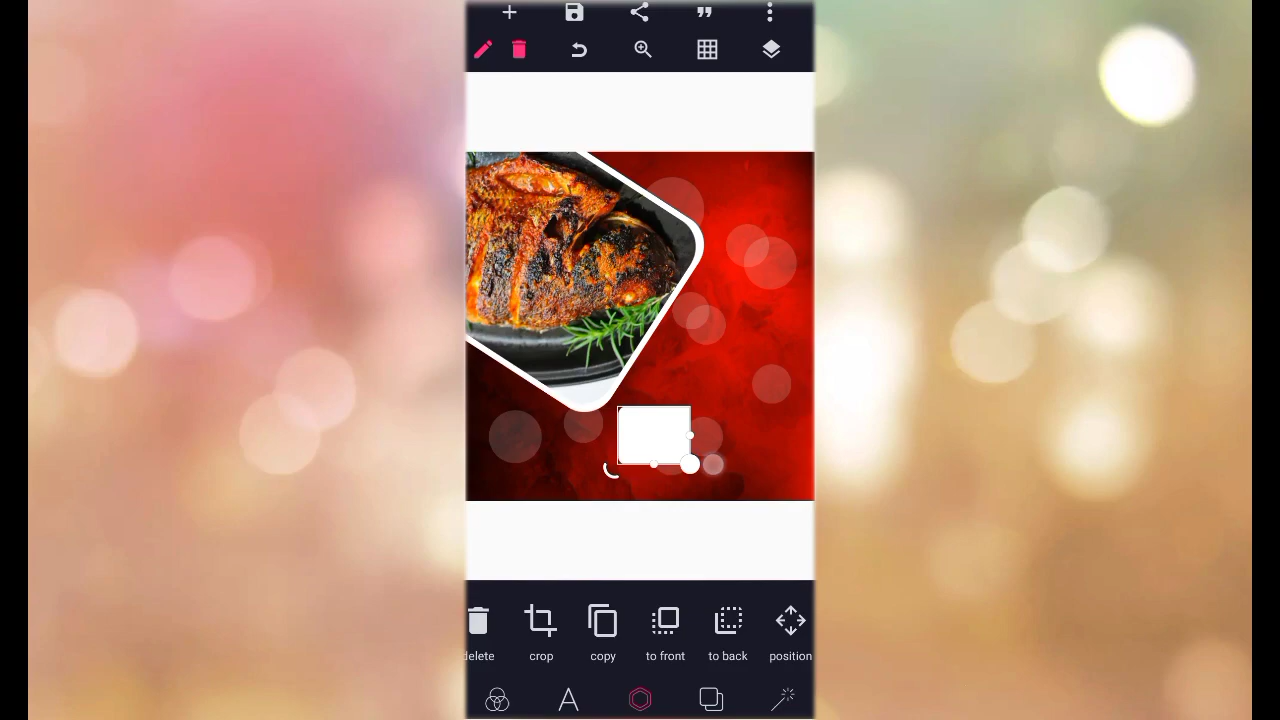 delete
crop
copy
to front
to back
position